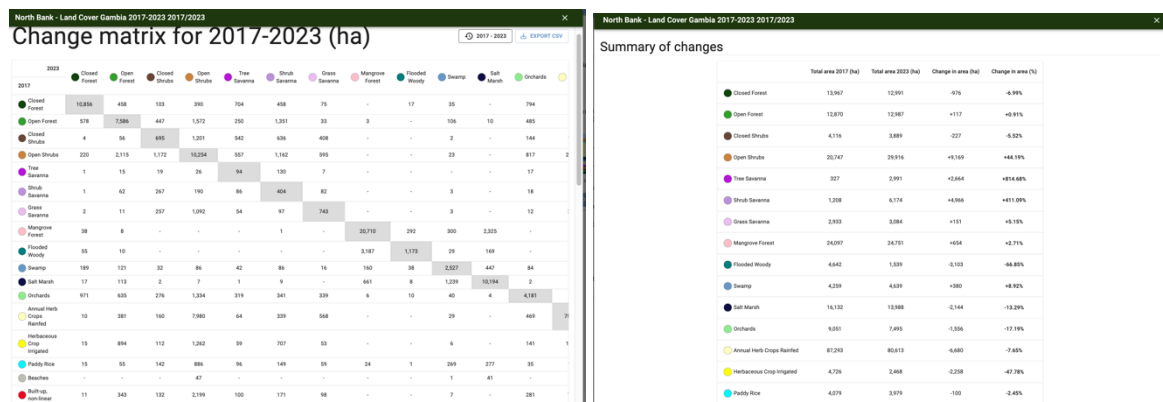 North Bank - Land Cover Gambia 2017-2023 2017/2023 ×
Change matrix for 2017-2023 (ha) 2017 - 2023 EXPORT CSV
2023 Closed Forest Open Forest Closed Shrubs Open Shrubs Tree Savanna Shrub Savanna Grass Savanna Mangrove Forest Flooded Woody Swamp Salt Marsh Orchards
2017
Closed Forest 10,856 458 103 390 704 458 75 - 17 35 - 794
Open Forest 578 7,586 447 1,572 250 1,351 33 3 - 106 10 485
Closed Shrubs 4 56 695 1,201 542 636 408 - - 2 - 144
Open Shrubs 220 2,115 1,172 10,254 557 1,162 595 - - 23 - 817 2
Tree Savanna 1 15 19 26 94 130 7 - - - - 17
Shrub Savanna 1 62 267 190 86 404 82 - - 3 - 18
Grass Savanna 2 11 257 1,092 54 97 743 - - 3 - 12
Mangrove Forest 38 8 - - - 1 - 20,710 292 300 2,325 -
Flooded Woody 55 10 - - - - - 3,187 1,173 29 169 -
Swamp 189 121 32 86 42 86 16 160 38 2,527 447 84
Salt Marsh 17 113 2 7 1 9 - 661 8 1,239 10,194 2
Orchards 971 635 276 1,334 319 341 339 6 10 40 4 4,181
Annual Herb Crops Rainfed 10 381 160 7,980 64 339 568 - - 29 - 469
Herbaceous Crop Irrigated 15 894 112 1,262 59 707 53 - - 6 - 141 1
Paddy Rice 15 55 142 886 96 149 59 24 1 269 277 35
Beaches - - - 47 - - - - - 1 41 -
Built-up, non-linear 11 343 132 2,199 100 171 98 - - 7 - 281
North Bank - Land Cover Gambia 2017-2023 2017/2023 ×
Summary of changes
Total area 2017 (ha) Total area 2023 (ha) Change in area (ha) Change in area (%)
Closed Forest 13,967 12,991 -976 -6.99%
Open Forest 12,870 12,987 +117 +0.91%
Closed Shrubs 4,116 3,889 -227 -5.52%
Open Shrubs 20,747 29,916 +9,169 +44.19%
Tree Savanna 327 2,991 +2,664 +814.68%
Shrub Savanna 1,208 6,174 +4,966 +411.09%
Grass Savanna 2,933 3,084 +151 +5.15%
Mangrove Forest 24,097 24,751 +654 +2.71%
Flooded Woody 4,642 1,539 -3,103 -66.85%
Swamp 4,259 4,639 +380 +8.92%
Salt Marsh 16,132 13,988 -2,144 -13.29%
Orchards 9,051 7,495 -1,556 -17.19%
Annual Herb Crops Rainfed 87,293 80,613 -6,680 -7.65%
Herbaceous Crop Irrigated 4,726 2,468 -2,258 -47.78%
Paddy Rice 4,079 3,979 -100 -2.45%